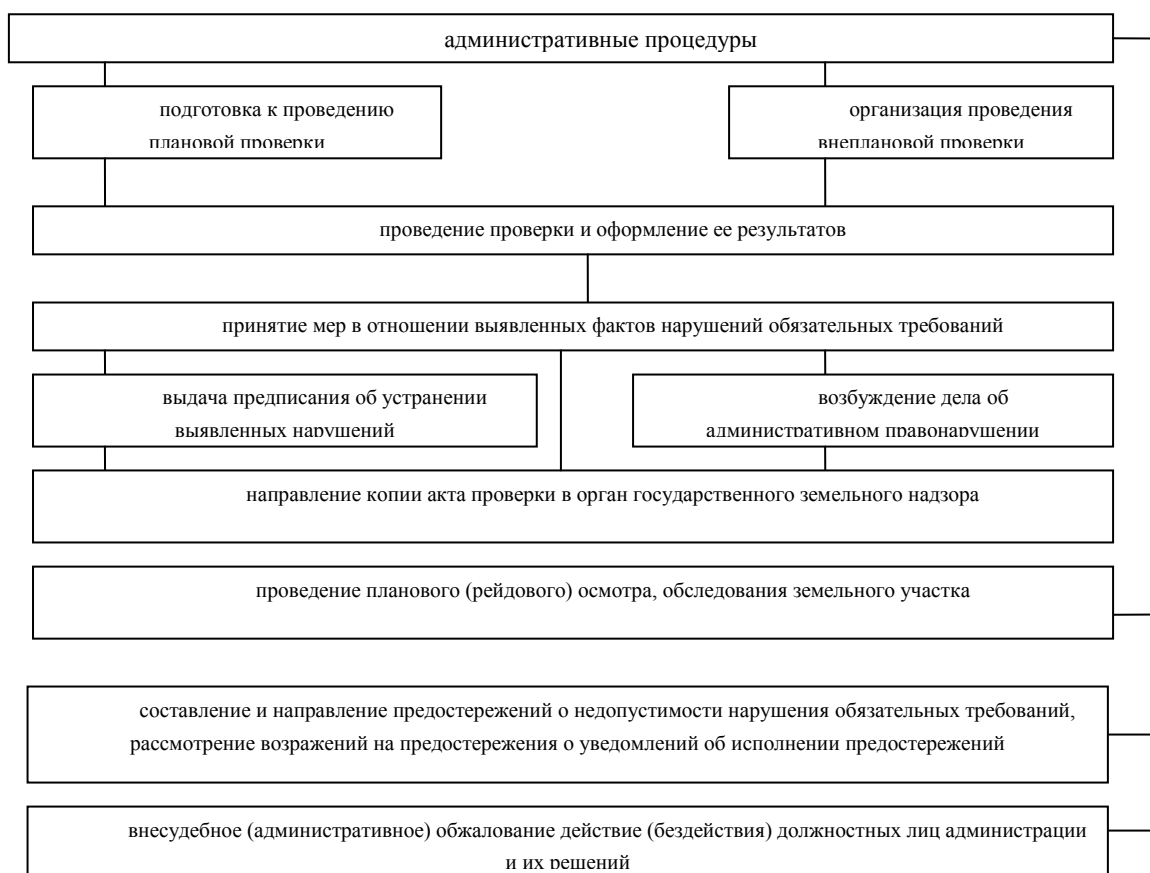 административные процедуры
подготовка к проведению
плановой проверки
организация проведения
внеплановой проверки
проведение проверки и оформление ее результатов
принятие мер в отношении выявленных фактов нарушений обязательных требований
выдача предписания об устранении
выявленных нарушений
возбуждение дела об
административном правонарушении
направление копии акта проверки в орган государственного земельного надзора
проведение планового (рейдового) осмотра, обследования земельного участка
составление и направление предостережений о недопустимости нарушения обязательных требований,
рассмотрение возражений на предостережения о уведомлений об исполнении предостережений
внесудебное (административное) обжалование действие (бездействия) должностных лиц администрации
и их решений